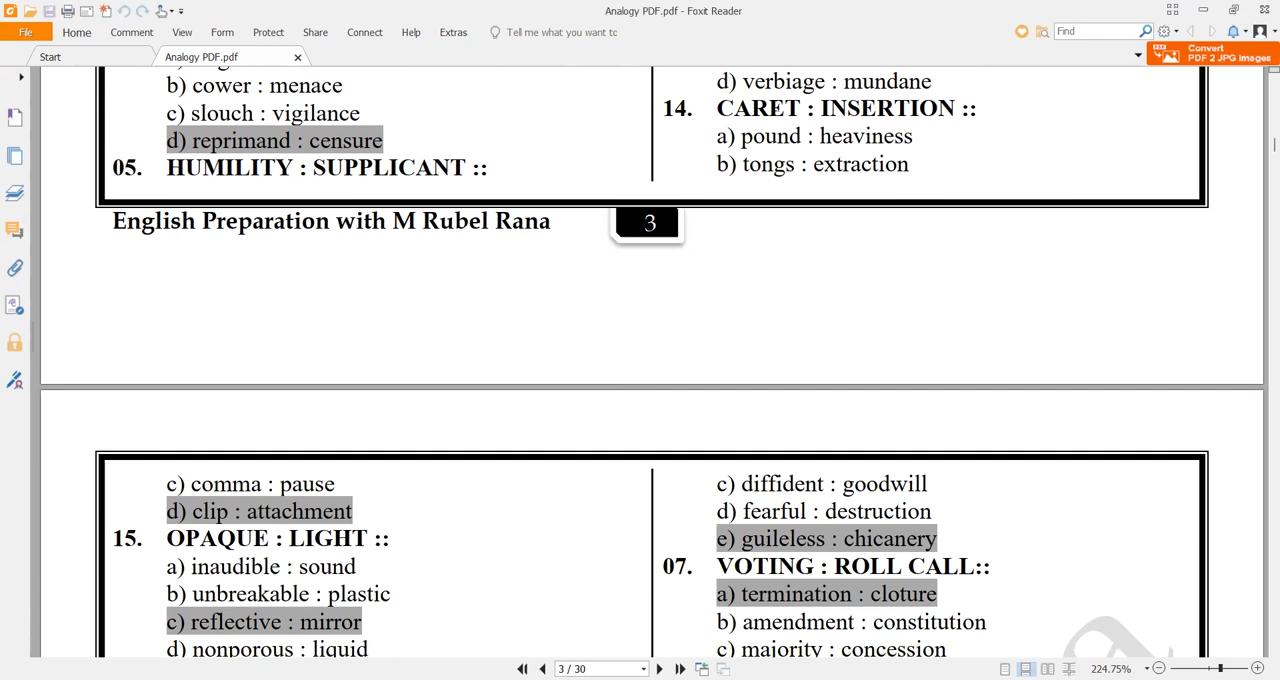 Analogy PDF.pdf - Foxit Reader
File Home Comment View Form Protect Share Connect Help Extras Tell me what you want tc Find
Start Analogy PDF.pdf
Convert
PDF 2 JPG Images
b) cower : menace
c) slouch : vigilance
d) reprimand : censure
05. HUMILITY : SUPPLICANT ::
d) verbiage : mundane
14. CARET : INSERTION ::
a) pound : heaviness
b) tongs : extraction
English Preparation with M Rubel Rana
3
c) comma : pause
d) clip : attachment
15. OPAQUE : LIGHT ::
a) inaudible : sound
b) unbreakable : plastic
c) reflective : mirror
d) nonporous : liquid
c) diffident : goodwill
d) fearful : destruction
e) guileless : chicanery
07. VOTING : ROLL CALL::
a) termination : cloture
b) amendment : constitution
c) majority : concession
3 / 30
224.75%